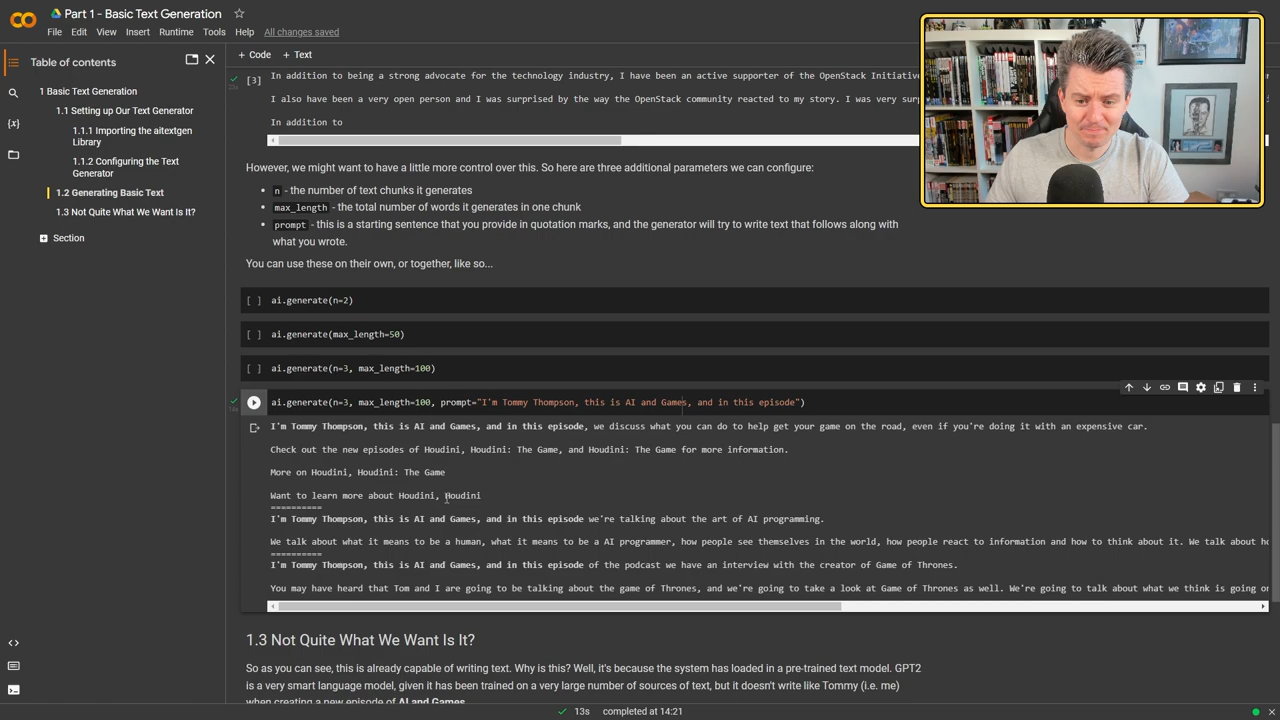 Part 1 - Basic Text Generation
File Edit View Insert Runtime Tools Help All changes saved
Table of contents
1 Basic Text Generation
1.1 Setting up Our Text Generator
1.1.1 Importing the aitextgen
Library
1.1.2 Configuring the Text
Generator
1.2 Generating Basic Text
1.3 Not Quite What We Want Is It?
Section
+ Code + Text
[3]
In addition to being a strong advocate for the technology industry, I have been an active supporter of the OpenStack Initiative
I also have been a very open person and I was surprised by the way the OpenStack community reacted to my story. I was very
In addition to
However, we might want to have a little more control over this. So here are three additional parameters we can configure:
• n - the number of text chunks it generates
• max_length - the total number of words it generates in one chunk
• prompt - this is a starting sentence that you provide in quotation marks, and the generator will try to write text that follows along with
what you wrote.
You can use these on their own, or together, like so...
[ ] ai.generate(n=2)
[ ] ai.generate(max_length=50)
[ ] ai.generate(n=3, max_length=100)
ai.generate(n=3, max_length=100, prompt="I'm Tommy Thompson, this is AI and Games, and in this episode")
I'm Tommy Thompson, this is AI and Games, and in this episode, we discuss what you can do to help get your game on the road, even if you're doing it with an expensive car.
Check out the new episodes of Houdini, Houdini: The Game, and Houdini: The Game for more information.
More on Houdini, Houdini: The Game
Want to learn more about Houdini, Houdini
==========
I'm Tommy Thompson, this is AI and Games, and in this episode we're talking about the art of AI programming.
We talk about what it means to be a human, what it means to be a AI programmer, how people see themselves in the world, how people react to information and how to think about it. We talk about
==========
I'm Tommy Thompson, this is AI and Games, and in this episode of the podcast we have an interview with the creator of Game of Thrones.
You may have heard that Tom and I are going to be talking about the game of Thrones, and we're going to take a look at Game of Thrones as well. We're going to talk about what we think is going
1.3 Not Quite What We Want Is It?
So as you can see, this is already capable of writing text. Why is this? Well, it's because the system has loaded in a pre-trained text model. GPT2
is a very smart language model, given it has been trained on a very large number of sources of text, but it doesn't write like Tommy (i.e. me)
when creating a new episode of AI and Games
13s completed at 14:21